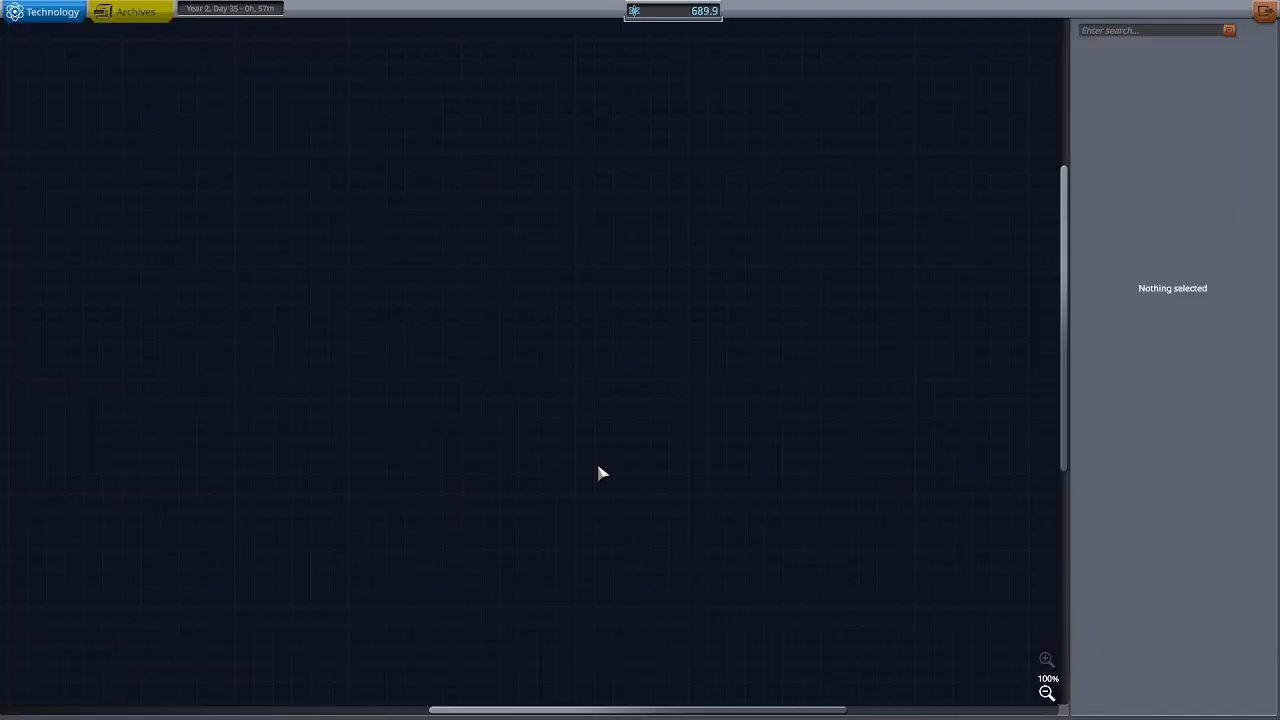 Technology
Archives
Year 2, Day 35 - 0h, 57m
689.9
Enter search...
Nothing selected
100%